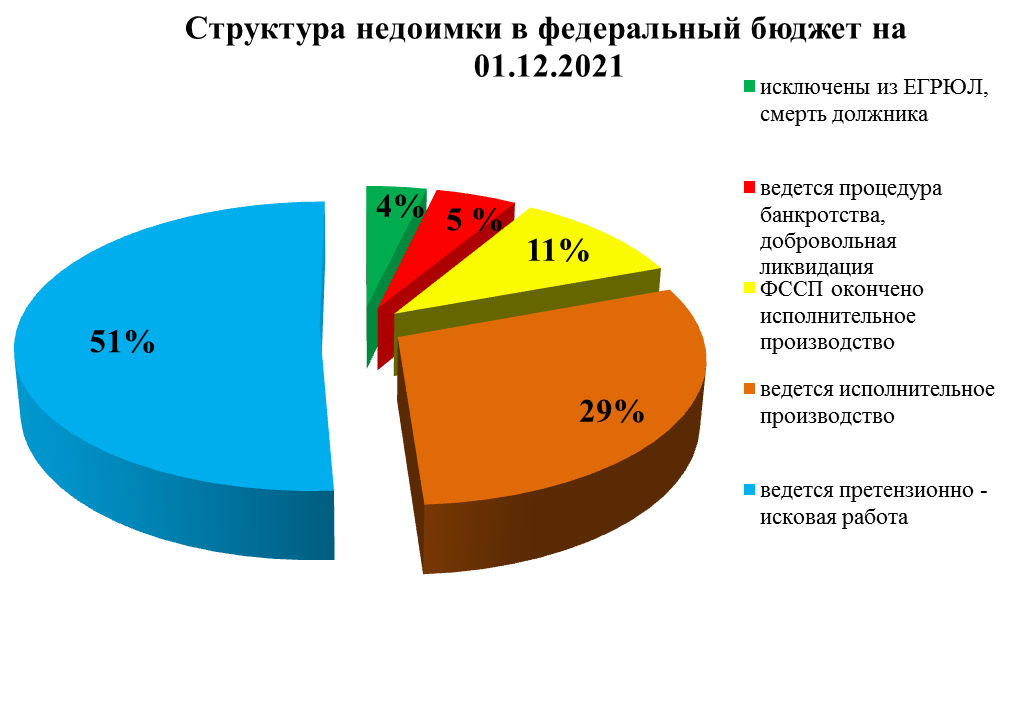 Структура недоимки в федеральный бюджет на
01.12.2021
исключены из ЕГРЮЛ,
смерть должника
ведется процедура
банкротства,
добровольная
ликвидация
ФССП окончено
исполнительное
производство
ведется исполнительное
производство
ведется претензионно -
исковая работа
4%
5 %
11%
29%
51%